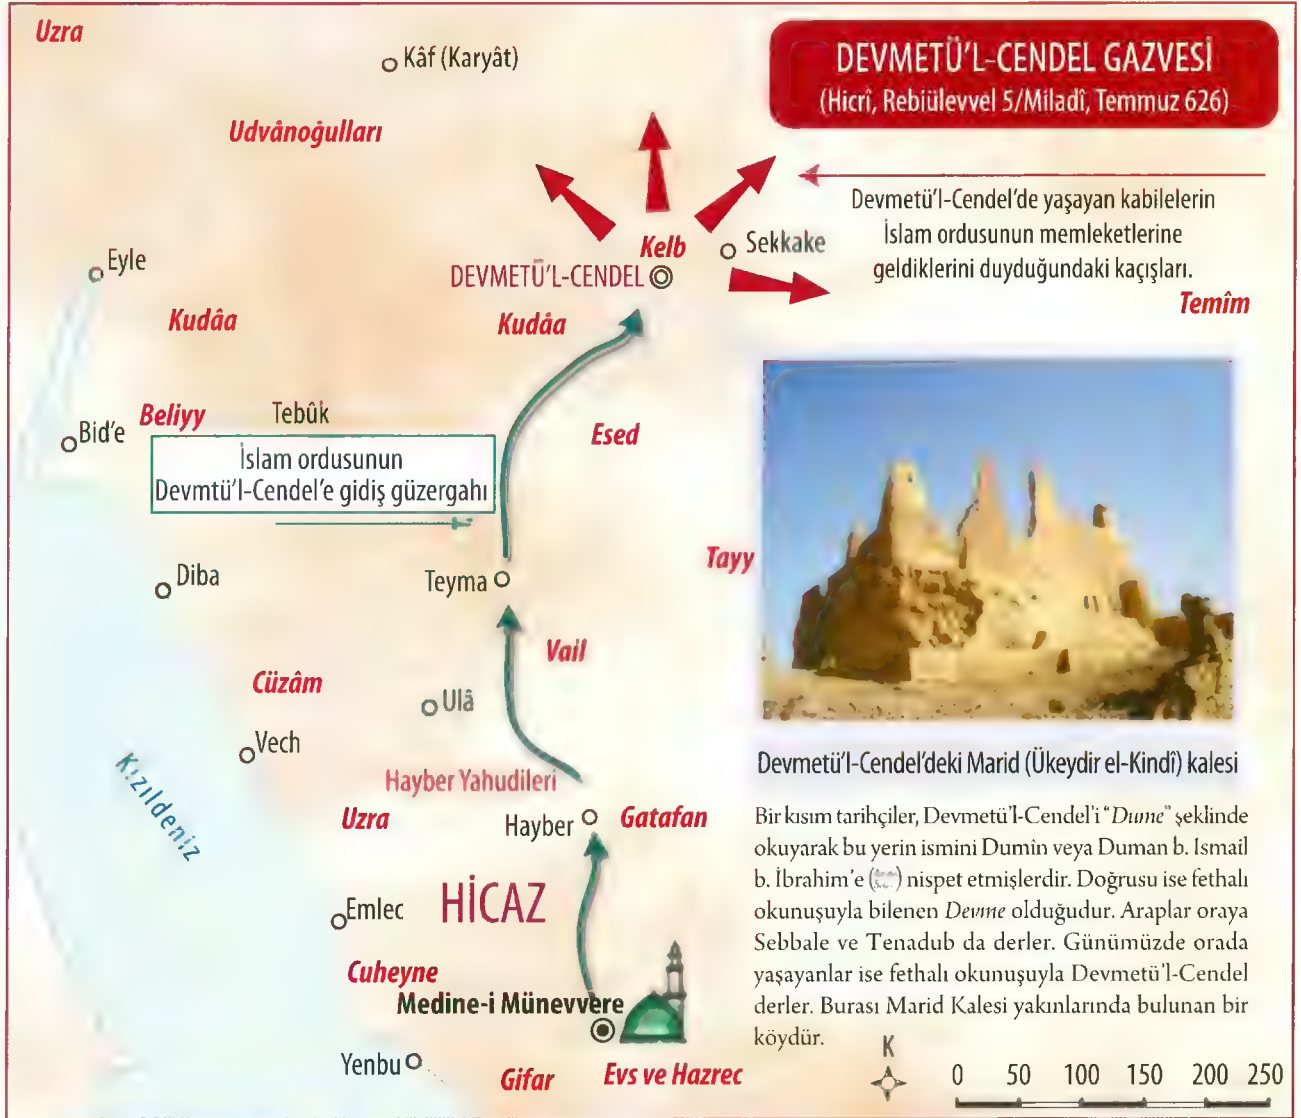 Uzra
Kâf (Karyât)
DEVMETÜ'L-CENDEL GAZVESİ
(Hicrî, Rebiülevvel 5/Miladî, Temmuz 626)
Udvânoğulları
Devmetü'l-Cendel'de yaşayan kabilelerin
İslam ordusunun memleketlerine
geldiklerini duyduğundaki kaçışları.
Kelb
Sekkake
Eyle
DEVMETÜ'L-CENDEL
Temîm
Kudâa
Kudâa
Beliyy
Tebûk
Bid'e
Esed
İslam ordusunun
Devmtü'l-Cendel'e gidiş güzergahı
Tayy
Diba
Teyma
Vail
Cüzâm
Ulâ
Vech
Kızıldeniz
Hayber Yahudileri
Devmetü'l-Cendel'deki Marid (Ükeydir el-Kindî) kalesi
Uzra
Hayber
Gatafan
Bir kısım tarihçiler, Devmetü'l-Cendel'i "Dume" şeklinde
okuyarak bu yerin ismini Dumîn veya Duman b. Ismail
b. İbrahim'e () nispet etmişlerdir. Doğrusu ise fethalı
okunuşuyla bilenen Devme olduğudur. Araplar oraya
Sebbale ve Tenadub da derler. Günümüzde orada
yaşayanlar ise fethalı okunuşuyla Devmetü'l-Cendel
derler. Burası Marid Kalesi yakınlarında bulunan bir
köydür.
HİCAZ
Emlec
Cuheyne
Medine-i Münevvere
Yenbu
Gifar
Evs ve Hazrec
K
0 50 100 150 200 250